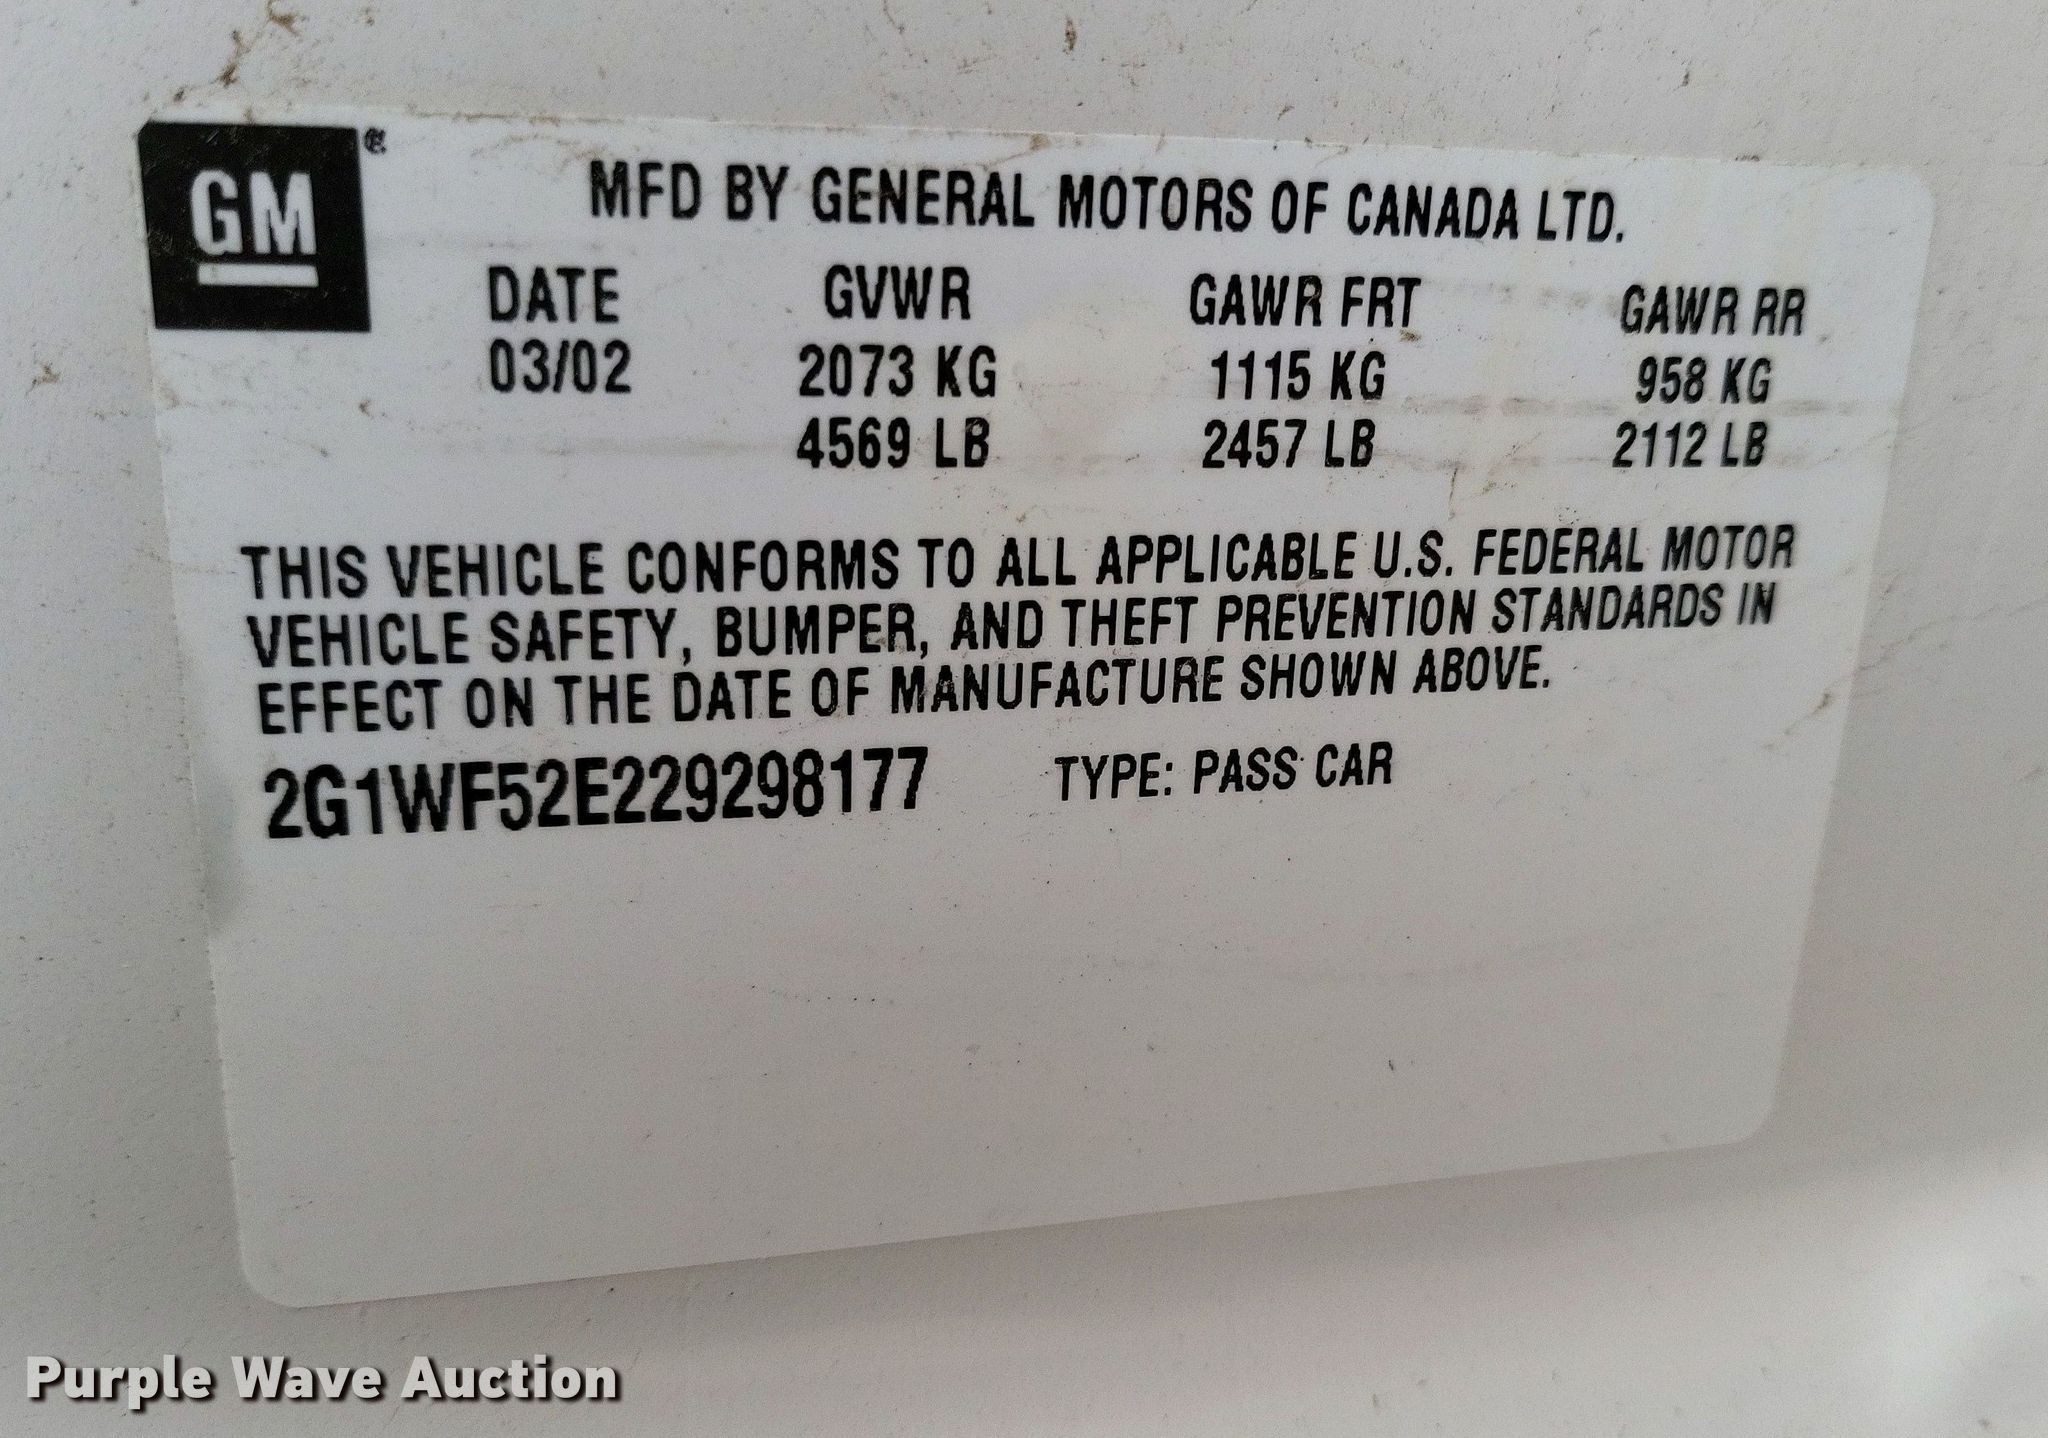 GM
MFD BY GENERAL MOTORS OF CANADA LTD.
DATE GVWR GAWR FRT GAWR RR
03/02 2073 KG 1115 KG 958 KG
4569 LB 2457 LB 2112 LB
THIS VEHICLE CONFORMS TO ALL APPLICABLE U.S. FEDERAL MOTOR
VEHICLE SAFETY, BUMPER, AND THEFT PREVENTION STANDARDS IN
EFFECT ON THE DATE OF MANUFACTURE SHOWN ABOVE.
2G1WF52E229298177 TYPE: PASS CAR
Purple Wave Auction